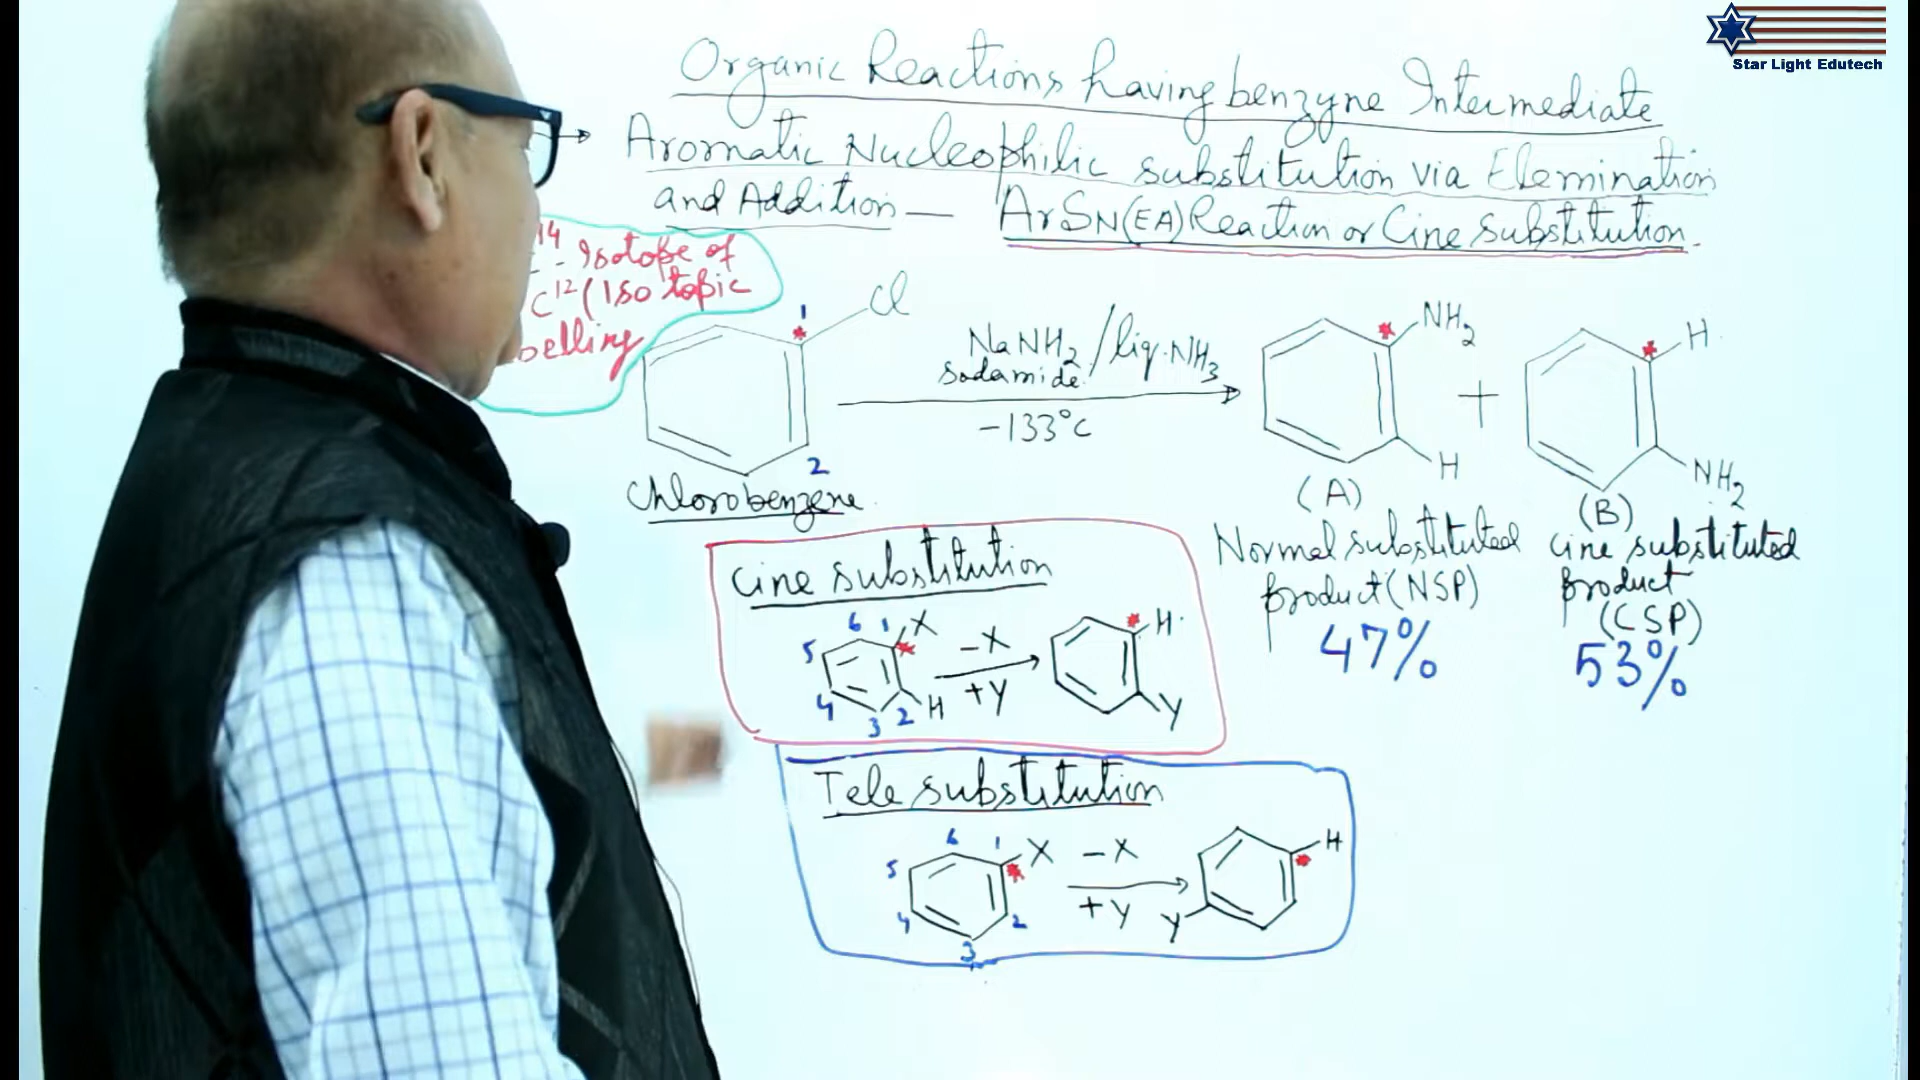 Star Light Edutech
Organic Reactions having benzyne Intermediate
Aromatic Nucleophilic substitution via Elemination
and Addition — ArSN(EA) Reaction or Cine substitution.
14
Isotope of
C12 (Isotopic
belling
1
Cl
2
Chlorobenzene.
NaNH2/liq.NH3
sodamide.
-133°C
NH2
H
(A)
Normal substituted
product (NSP)
47%
+
H
NH2
(B)
Cine substituted
product
(CSP)
53%
Cine substitution
6 1 X
5
4 3 2 H
-X
+Y
H
Y
Tele substitution
6 1 X
5
4 3 2
-X
+Y
H
Y